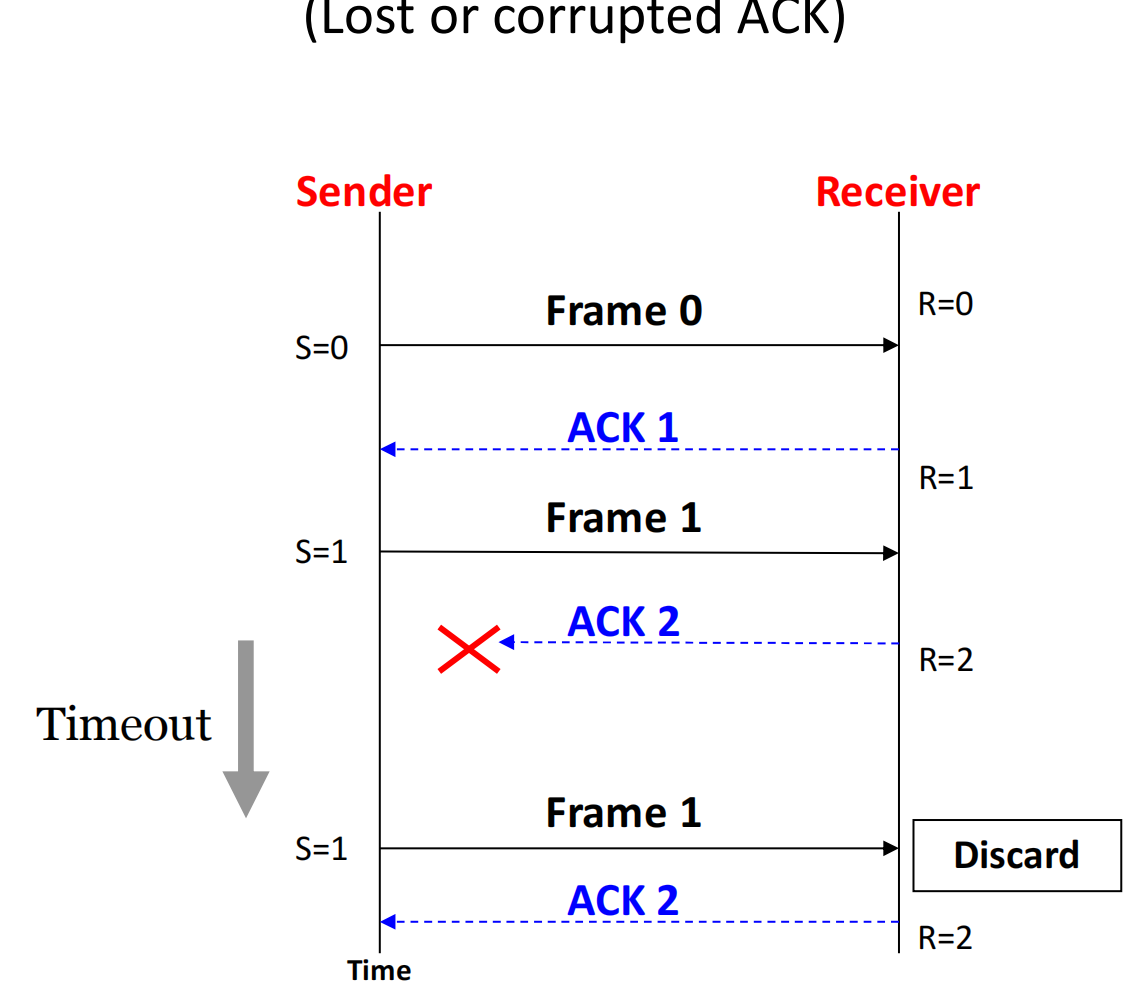 (Lost or corrupted ACK)
Sender
Receiver
R=0
Frame 0
S=0
ACK 1
R=1
Frame 1
S=1
ACK 2
R=2
Timeout
Frame 1
S=1
Discard
ACK 2
R=2
Time